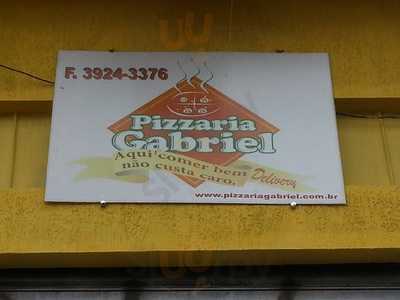 F. 3924-3376
Pizzaria
Gabriel
Aqui comer bem
não custa caro.
Delivery
www.pizzariagabriel.com.br